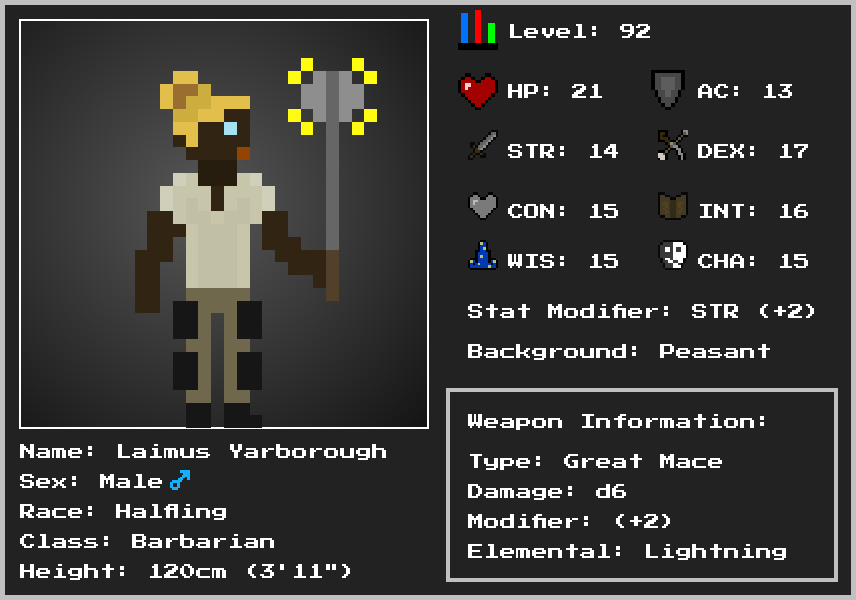 Level: 92
HP: 21
AC: 13
STR: 14
DEX: 17
CON: 15
INT: 16
WIS: 15
CHA: 15
Stat Modifier: STR (+2)
Background: Peasant
Weapon Information:
Type: Great Mace
Damage: d6
Modifier: (+2)
Elemental: Lightning
Name: Laimus Yarborough
Sex: Male ♂
Race: Halfling
Class: Barbarian
Height: 120cm (3'11")